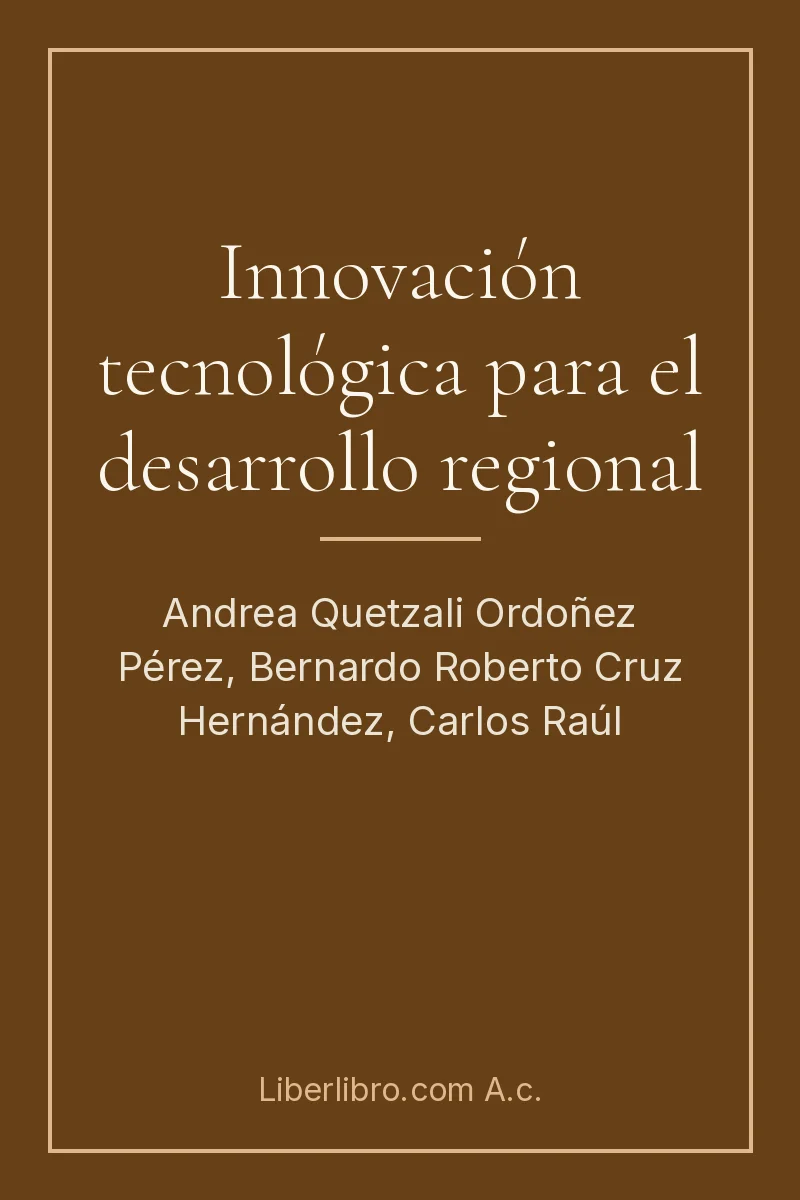 Innovación
tecnológica para el
desarrollo regional
Andrea Quetzali Ordoñez
Pérez, Bernardo Roberto Cruz
Hernández, Carlos Raúl
Liberlibro.com A.c.